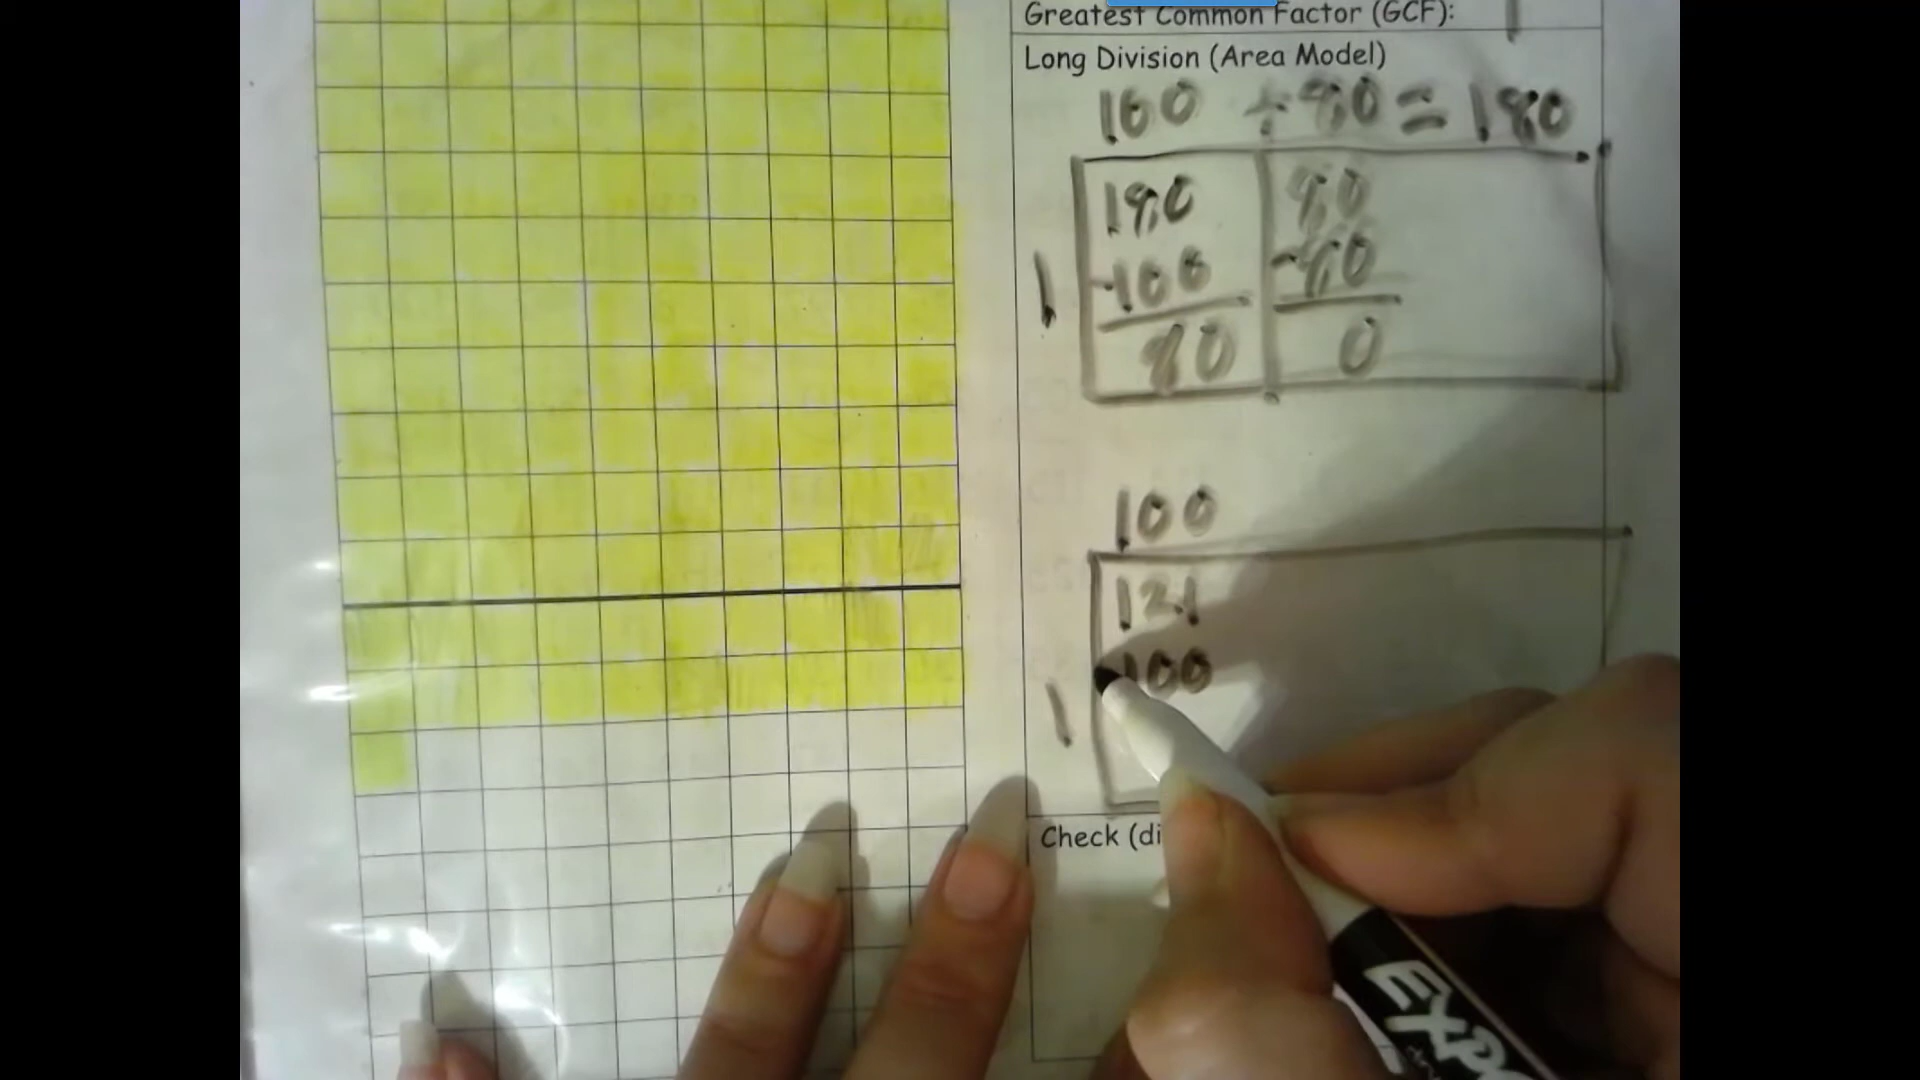 Greatest Common Factor (GCF): 1
Long Division (Area Model)
100 + 80 = 180
180 80
1 -100 -80
80 0
100
121
100
1
Check (di
EXPO